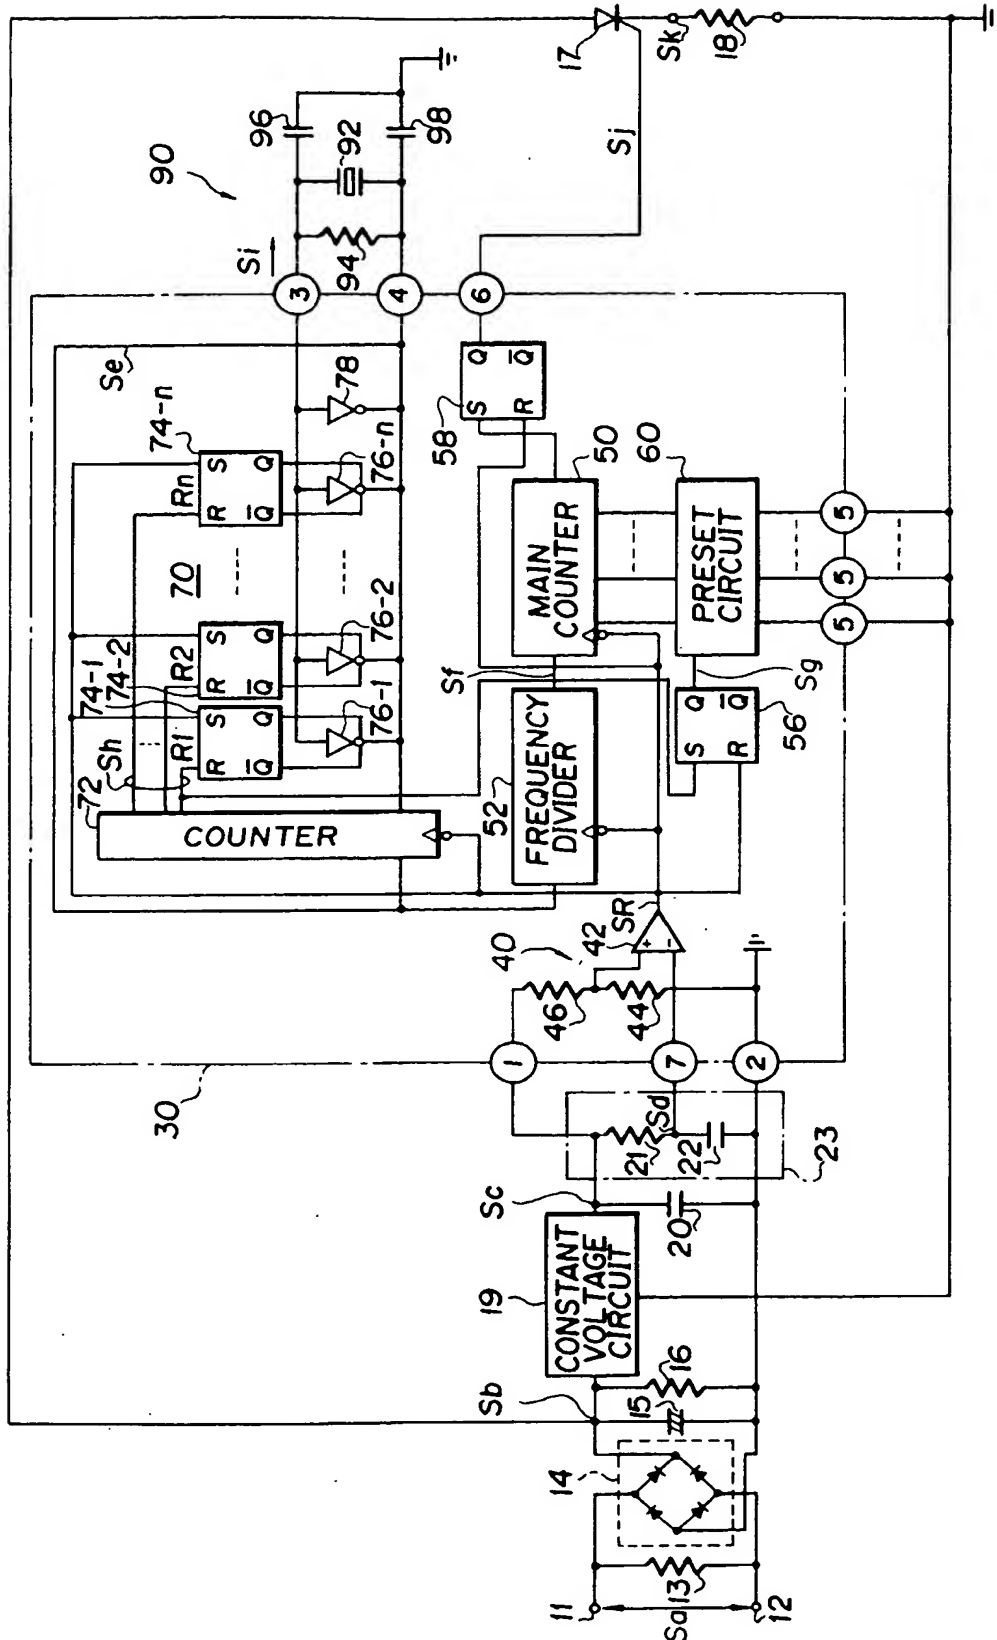 90
Si
96
92
98
94
3
4
6
17
Sk
18
Sj
Se
74-n
Rn
S
R
Q
Q̅
78
76-n
70
74-1
74-2
R2
S
R
Q
Q̅
76-2
Sh
R1
S
R
Q
Q̅
76-1
72
COUNTER
58
S
R
Q
Q̅
50
MAIN
COUNTER
60
PRESET
CIRCUIT
5
5
5
Sf
Sg
52
FREQUENCY
DIVIDER
S
R
Q
Q̅
56
SR
42
+
-
40
46
44
1
7
2
30
Sd
21
22
23
Sc
20
19
CONSTANT
VOLTAGE
CIRCUIT
Sb
16
15
14
13
11
Sa
12